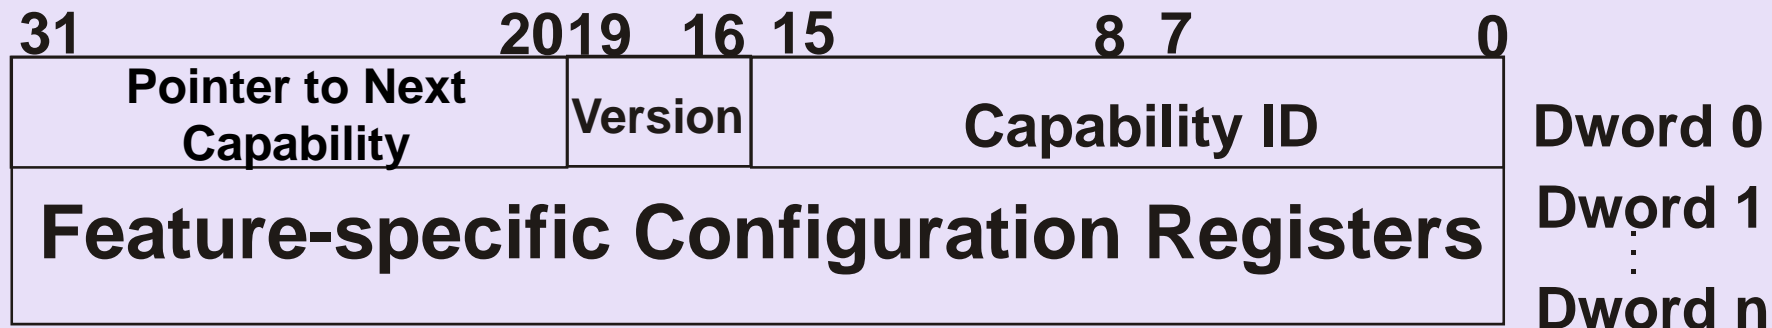 31 2019 16 15 8 7 0
Pointer to Next
Capability
Version
Capability ID
Dword 0
Feature-specific Configuration Registers
Dword 1
Dword n